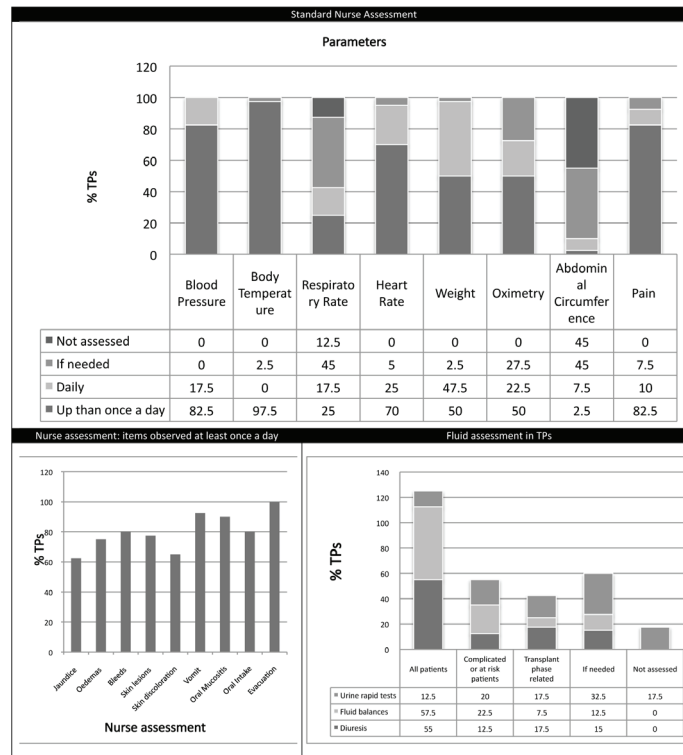 Standard Nurse Assessment
Parameters
120
100
80
60
40
20
0
% TPs
Blood Pressure
Body Temperat ure
Respirato ry Rate
Heart Rate
Weight
Oximetry
Abdomin al Circumfer ence
Pain
Not assessed 0 0 12.5 0 0 0 45 0
If needed 0 2.5 45 5 2.5 27.5 45 7.5
Daily 17.5 0 17.5 25 47.5 22.5 7.5 10
Up than once a day 82.5 97.5 25 70 50 50 2.5 82.5
Nurse assessment: items observed at least once a day
120
100
80
60
40
20
0
% TPs
Jaundice
Oedemas
Bleeds
Skin lesions
Skin discoloration
Vomit
Oral Mucositis
Oral Intake
Evacuation
Nurse assessment
Fluid assessment in TPs
140
120
100
80
60
40
20
0
% TPs
All patients
Complicated or at risk patients
Transplant phase related
If needed
Not assessed
Urine rapid tests 12.5 20 17.5 32.5 17.5
Fluid balances 57.5 22.5 7.5 12.5 0
Diuresis 55 12.5 17.5 15 0